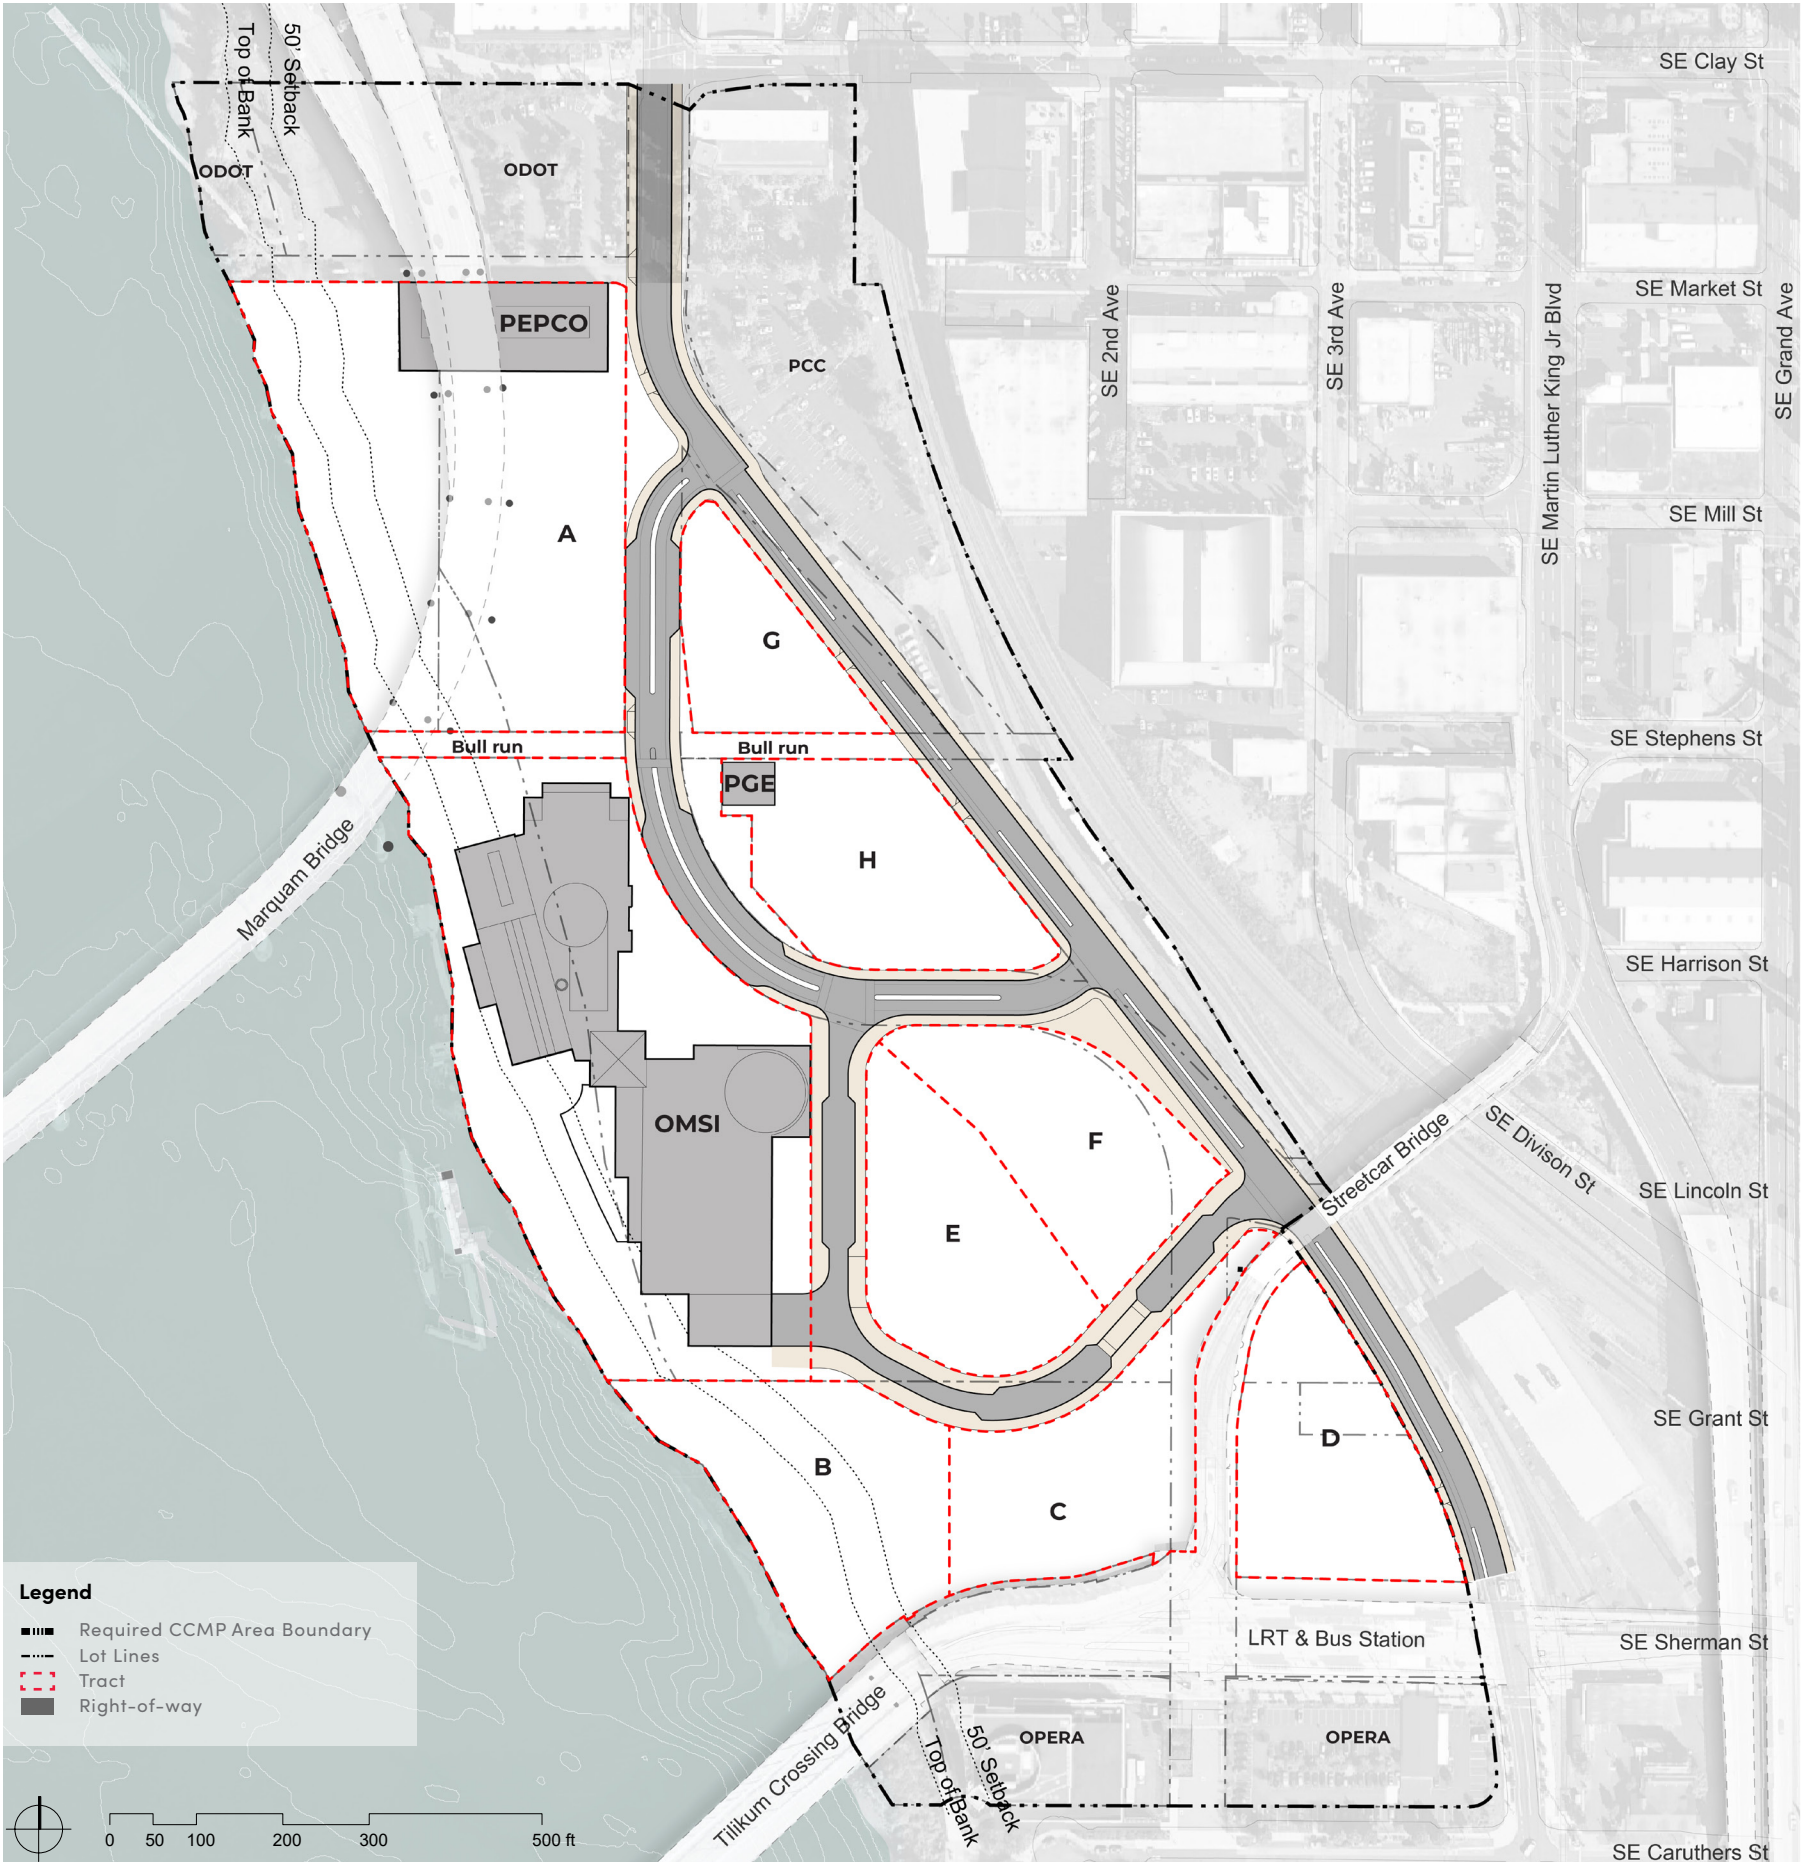 SE Clay St
50' Setback
Top of Bank
ODOT
ODOT
SE Market St
SE 2nd Ave
SE 3rd Ave
SE Martin Luther King Jr Blvd
SE Grand Ave
PEPCO
PCC
SE Mill St
A
G
SE Stephens St
Bull run
Bull run
PGE
H
Marquam Bridge
SE Harrison St
OMSI
F
E
Streetcar Bridge
SE Divison St
SE Lincoln St
SE Grant St
D
B
C
Legend
Required CCMP Area Boundary
Lot Lines
Tract
Right-of-way
LRT & Bus Station
SE Sherman St
OPERA
OPERA
Tilikum Crossing Bridge
Top of Bank
50' Setback
0 50 100 200 300 500 ft
SE Caruthers St